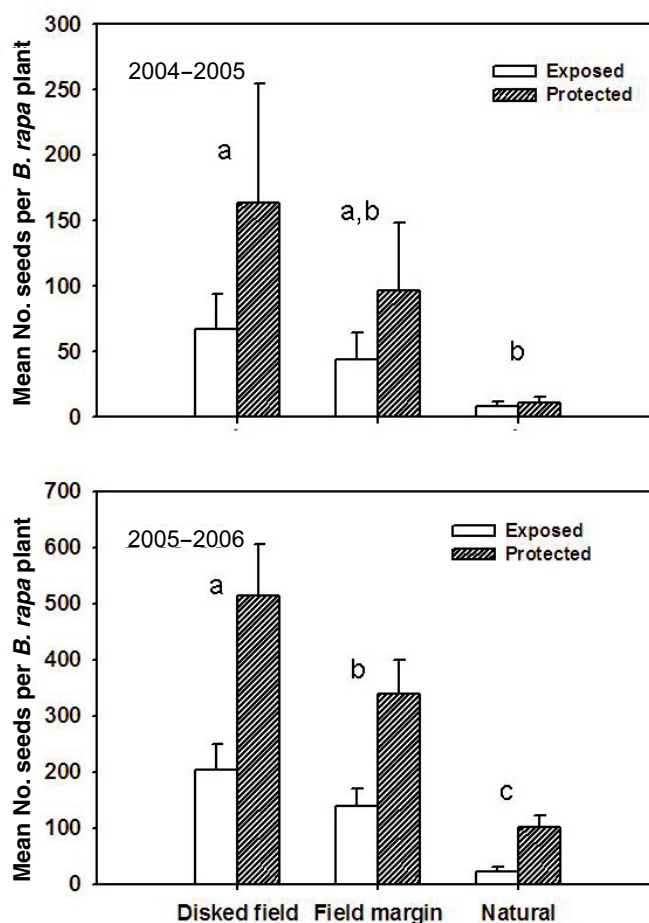 300
2004–2005
Exposed
250
Protected
a
200
a,b
150
100
b
50
0
Mean No. seeds per B. rapa plant
700
2005–2006
Exposed
600
Protected
a
500
b
400
300
c
200
100
0
Mean No. seeds per B. rapa plant
Disked field Field margin Natural